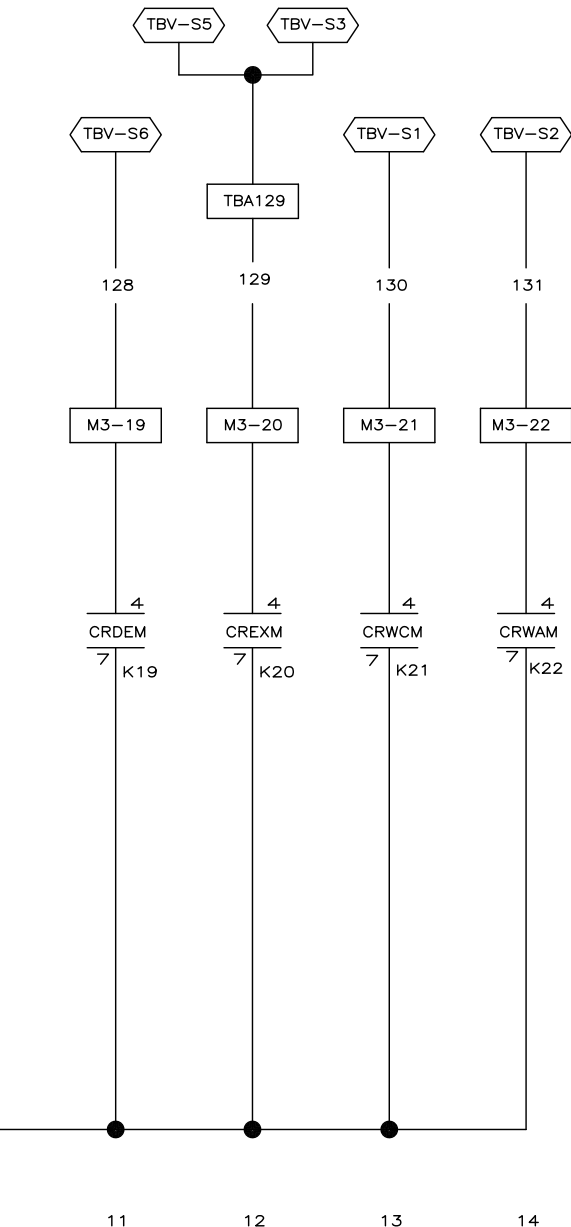 TBV-S5 TBV-S3
TBV-S6 TBV-S1 TBV-S2
TBA129
128 129 130 131
M3-19 M3-20 M3-21 M3-22
4 4 4 4
CRDEM CREXM CRWCM CRWAM
7 K19 7 K20 7 K21 7 K22
11 12 13 14